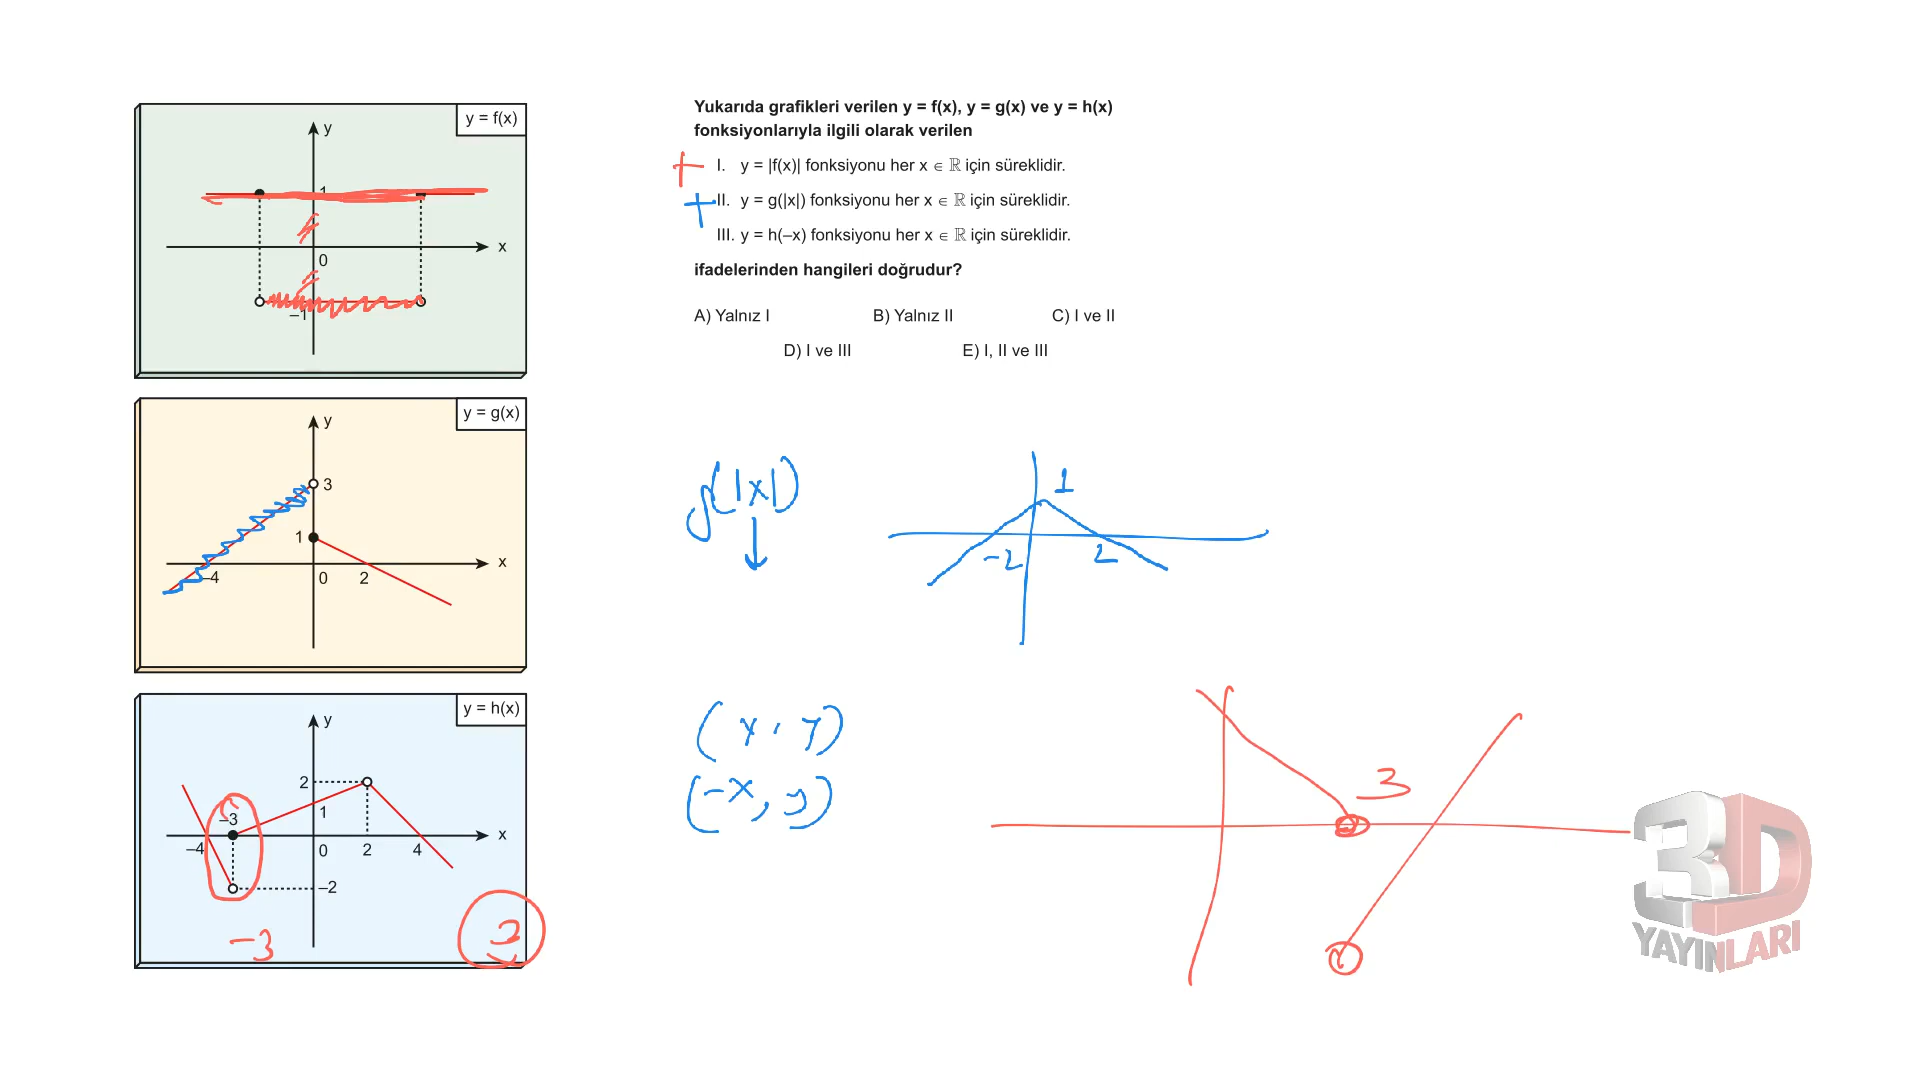 y = f(x)
y
1
x
0
–1
Yukarıda grafikleri verilen y = f(x), y = g(x) ve y = h(x)
fonksiyonlarıyla ilgili olarak verilen
I. y = |f(x)| fonksiyonu her x ∈ ℝ için süreklidir.
II. y = g(|x|) fonksiyonu her x ∈ ℝ için süreklidir.
III. y = h(–x) fonksiyonu her x ∈ ℝ için süreklidir.
ifadelerinden hangileri doğrudur?
A) Yalnız I B) Yalnız II C) I ve II
D) I ve III E) I, II ve III
y = g(x)
y
3
1
x
–4 0 2
g(|x|)
1
-2 2
y = h(x)
y
2
1
–3
x
–4 0 2 4
–2
-3
2
(x, y)
(-x, y)
3
3D
YAYINLARI